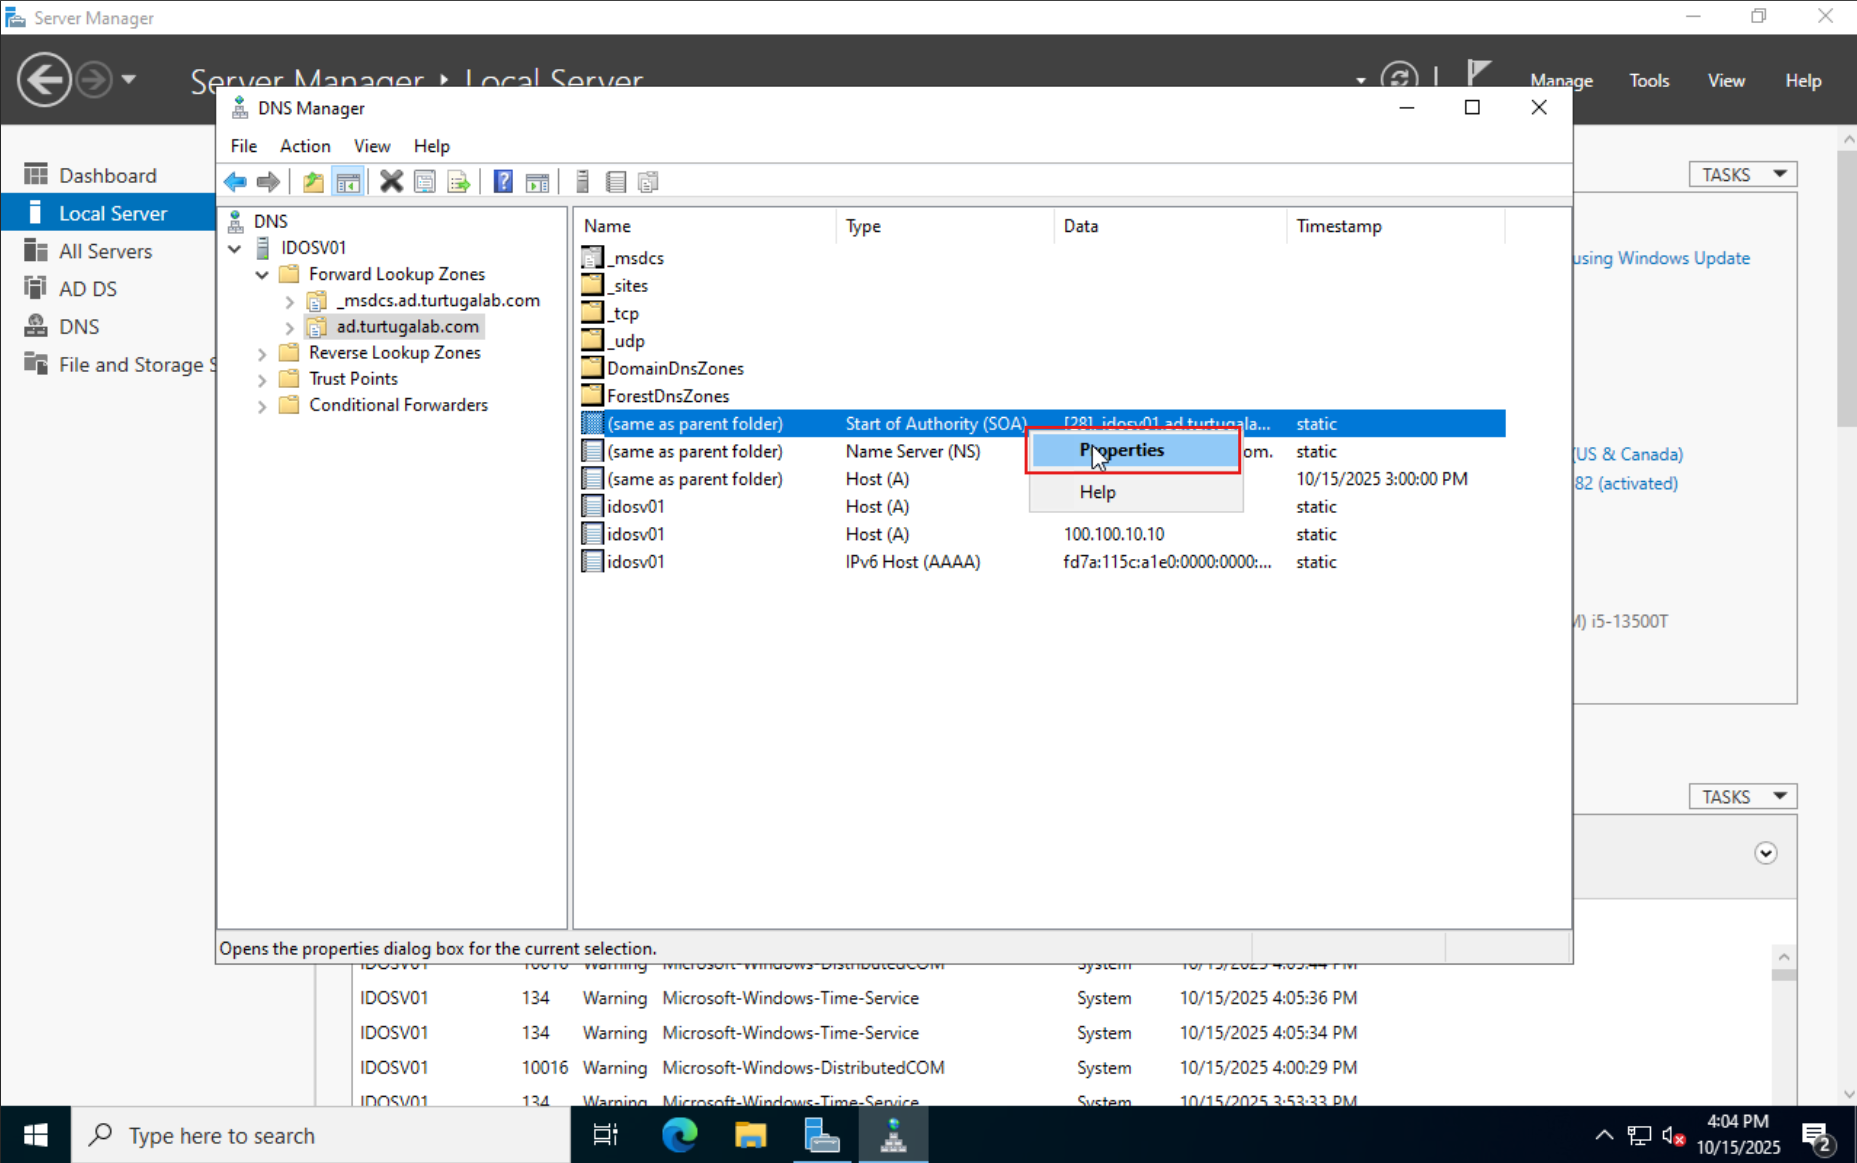 Server Manager
Server Manager ‣ Local Server
Manage Tools View Help
DNS Manager
File Action View Help
Dashboard
Local Server
All Servers
AD DS
DNS
File and Storage S
DNS
IDOSV01
Forward Lookup Zones
_msdcs.ad.turtugalab.com
ad.turtugalab.com
Reverse Lookup Zones
Trust Points
Conditional Forwarders
Name Type Data Timestamp
_msdcs
_sites
_tcp
_udp
DomainDnsZones
ForestDnsZones
(same as parent folder) Start of Authority (SOA) [28], idosv01.ad.turtugala... static
(same as parent folder) Name Server (NS) om. static
(same as parent folder) Host (A) 10/15/2025 3:00:00 PM
idosv01 Host (A) static
idosv01 Host (A) 100.100.10.10 static
idosv01 IPv6 Host (AAAA) fd7a:115c:a1e0:0000:0000:... static
Properties
Help
TASKS
using Windows Update
(US & Canada)
82 (activated)
M) i5-13500T
TASKS
Opens the properties dialog box for the current selection.
IDOSV01 10016 Warning Microsoft-Windows-DistributedCOM System 10/15/2025 4:05:44 PM
IDOSV01 134 Warning Microsoft-Windows-Time-Service System 10/15/2025 4:05:36 PM
IDOSV01 134 Warning Microsoft-Windows-Time-Service System 10/15/2025 4:05:34 PM
IDOSV01 10016 Warning Microsoft-Windows-DistributedCOM System 10/15/2025 4:00:29 PM
IDOSV01 134 Warning Microsoft-Windows-Time-Service System 10/15/2025 3:53:33 PM
Type here to search
4:04 PM
10/15/2025
2